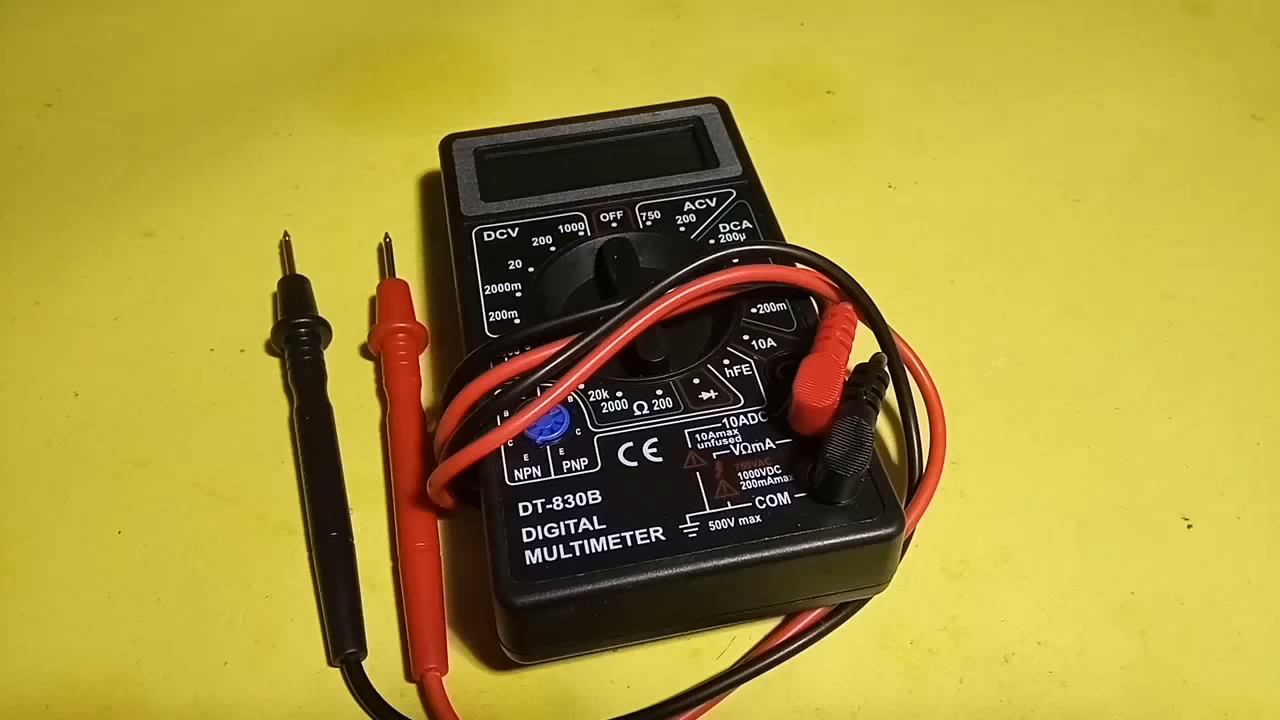 DCV
1000
OFF
750
ACV
200
200
DCA
200µ
20
2000m
200m
200m
10A
hFE
20k
2000
Ω
200
B
B
C
C
E
E
NPN
PNP
CE
10ADC
10Amax
unfused
VΩmA
750VAC
1000VDC
200mAmax
COM
500V max
DT-830B
DIGITAL
MULTIMETER